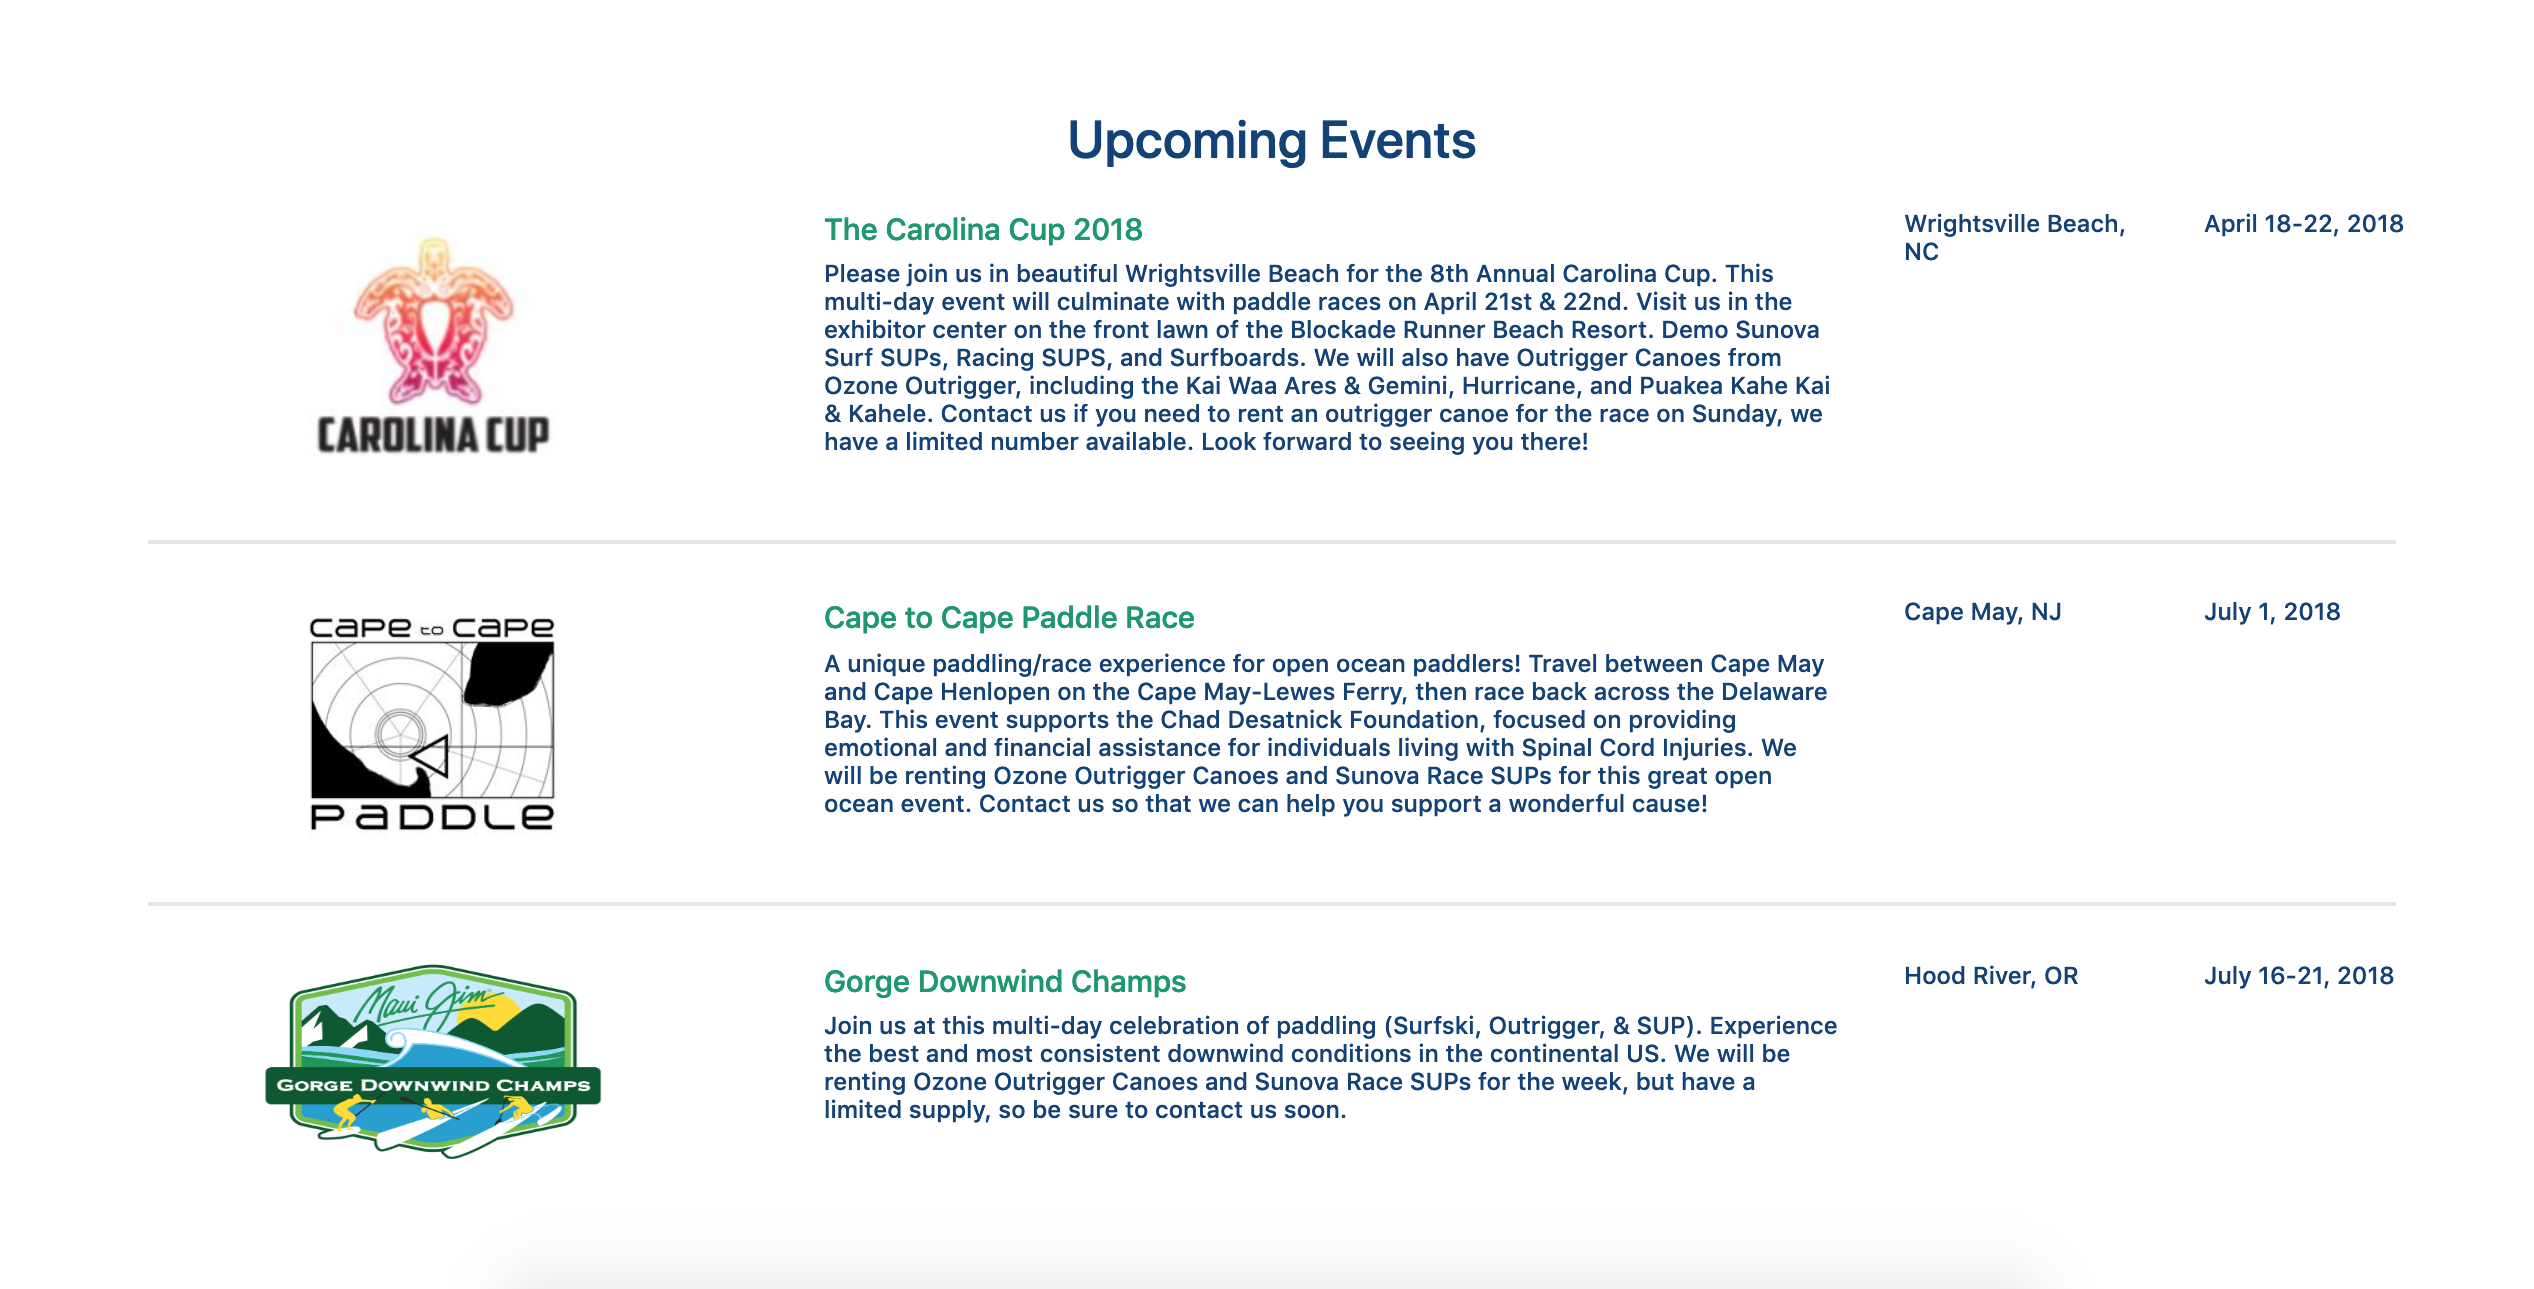 Upcoming Events
CAROLINA CUP
The Carolina Cup 2018
Please join us in beautiful Wrightsville Beach for the 8th Annual Carolina Cup. This
multi-day event will culminate with paddle races on April 21st & 22nd. Visit us in the
exhibitor center on the front lawn of the Blockade Runner Beach Resort. Demo Sunova
Surf SUPs, Racing SUPS, and Surfboards. We will also have Outrigger Canoes from
Ozone Outrigger, including the Kai Waa Ares & Gemini, Hurricane, and Puakea Kahe Kai
& Kahele. Contact us if you need to rent an outrigger canoe for the race on Sunday, we
have a limited number available. Look forward to seeing you there!
Wrightsville Beach,
NC
April 18-22, 2018
CAPE to CAPE
PADDLE
Cape to Cape Paddle Race
A unique paddling/race experience for open ocean paddlers! Travel between Cape May
and Cape Henlopen on the Cape May-Lewes Ferry, then race back across the Delaware
Bay. This event supports the Chad Desatnick Foundation, focused on providing
emotional and financial assistance for individuals living with Spinal Cord Injuries. We
will be renting Ozone Outrigger Canoes and Sunova Race SUPs for this great open
ocean event. Contact us so that we can help you support a wonderful cause!
Cape May, NJ
July 1, 2018
Maui Jim
GORGE DOWNWIND CHAMPS
Gorge Downwind Champs
Join us at this multi-day celebration of paddling (Surfski, Outrigger, & SUP). Experience
the best and most consistent downwind conditions in the continental US. We will be
renting Ozone Outrigger Canoes and Sunova Race SUPs for the week, but have a
limited supply, so be sure to contact us soon.
Hood River, OR
July 16-21, 2018